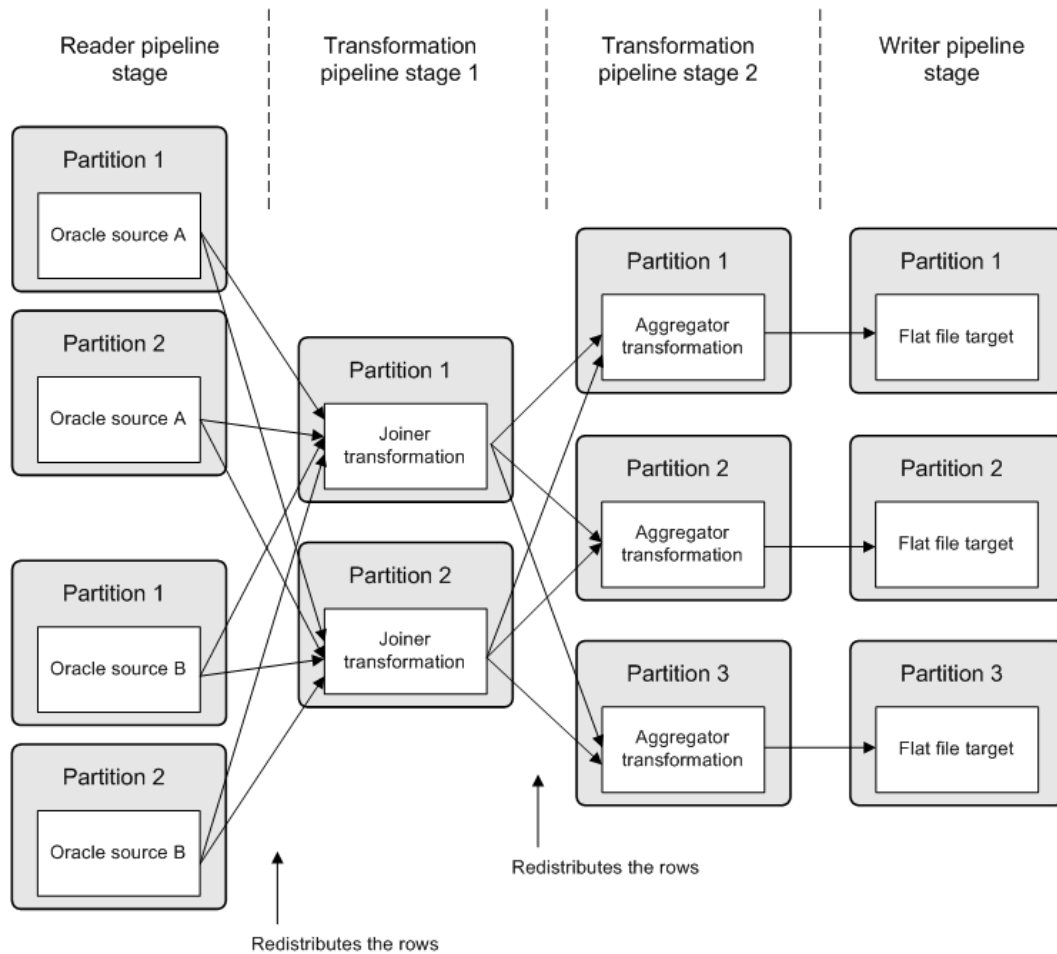 Reader pipeline
stage
Transformation
pipeline stage 1
Transformation
pipeline stage 2
Writer pipeline
stage
Partition 1
Oracle source A
Partition 2
Oracle source A
Partition 1
Oracle source B
Partition 2
Oracle source B
Partition 1
Joiner
transformation
Partition 2
Joiner
transformation
Partition 1
Aggregator
transformation
Partition 2
Aggregator
transformation
Partition 3
Aggregator
transformation
Partition 1
Flat file target
Partition 2
Flat file target
Partition 3
Flat file target
Redistributes the rows
Redistributes the rows